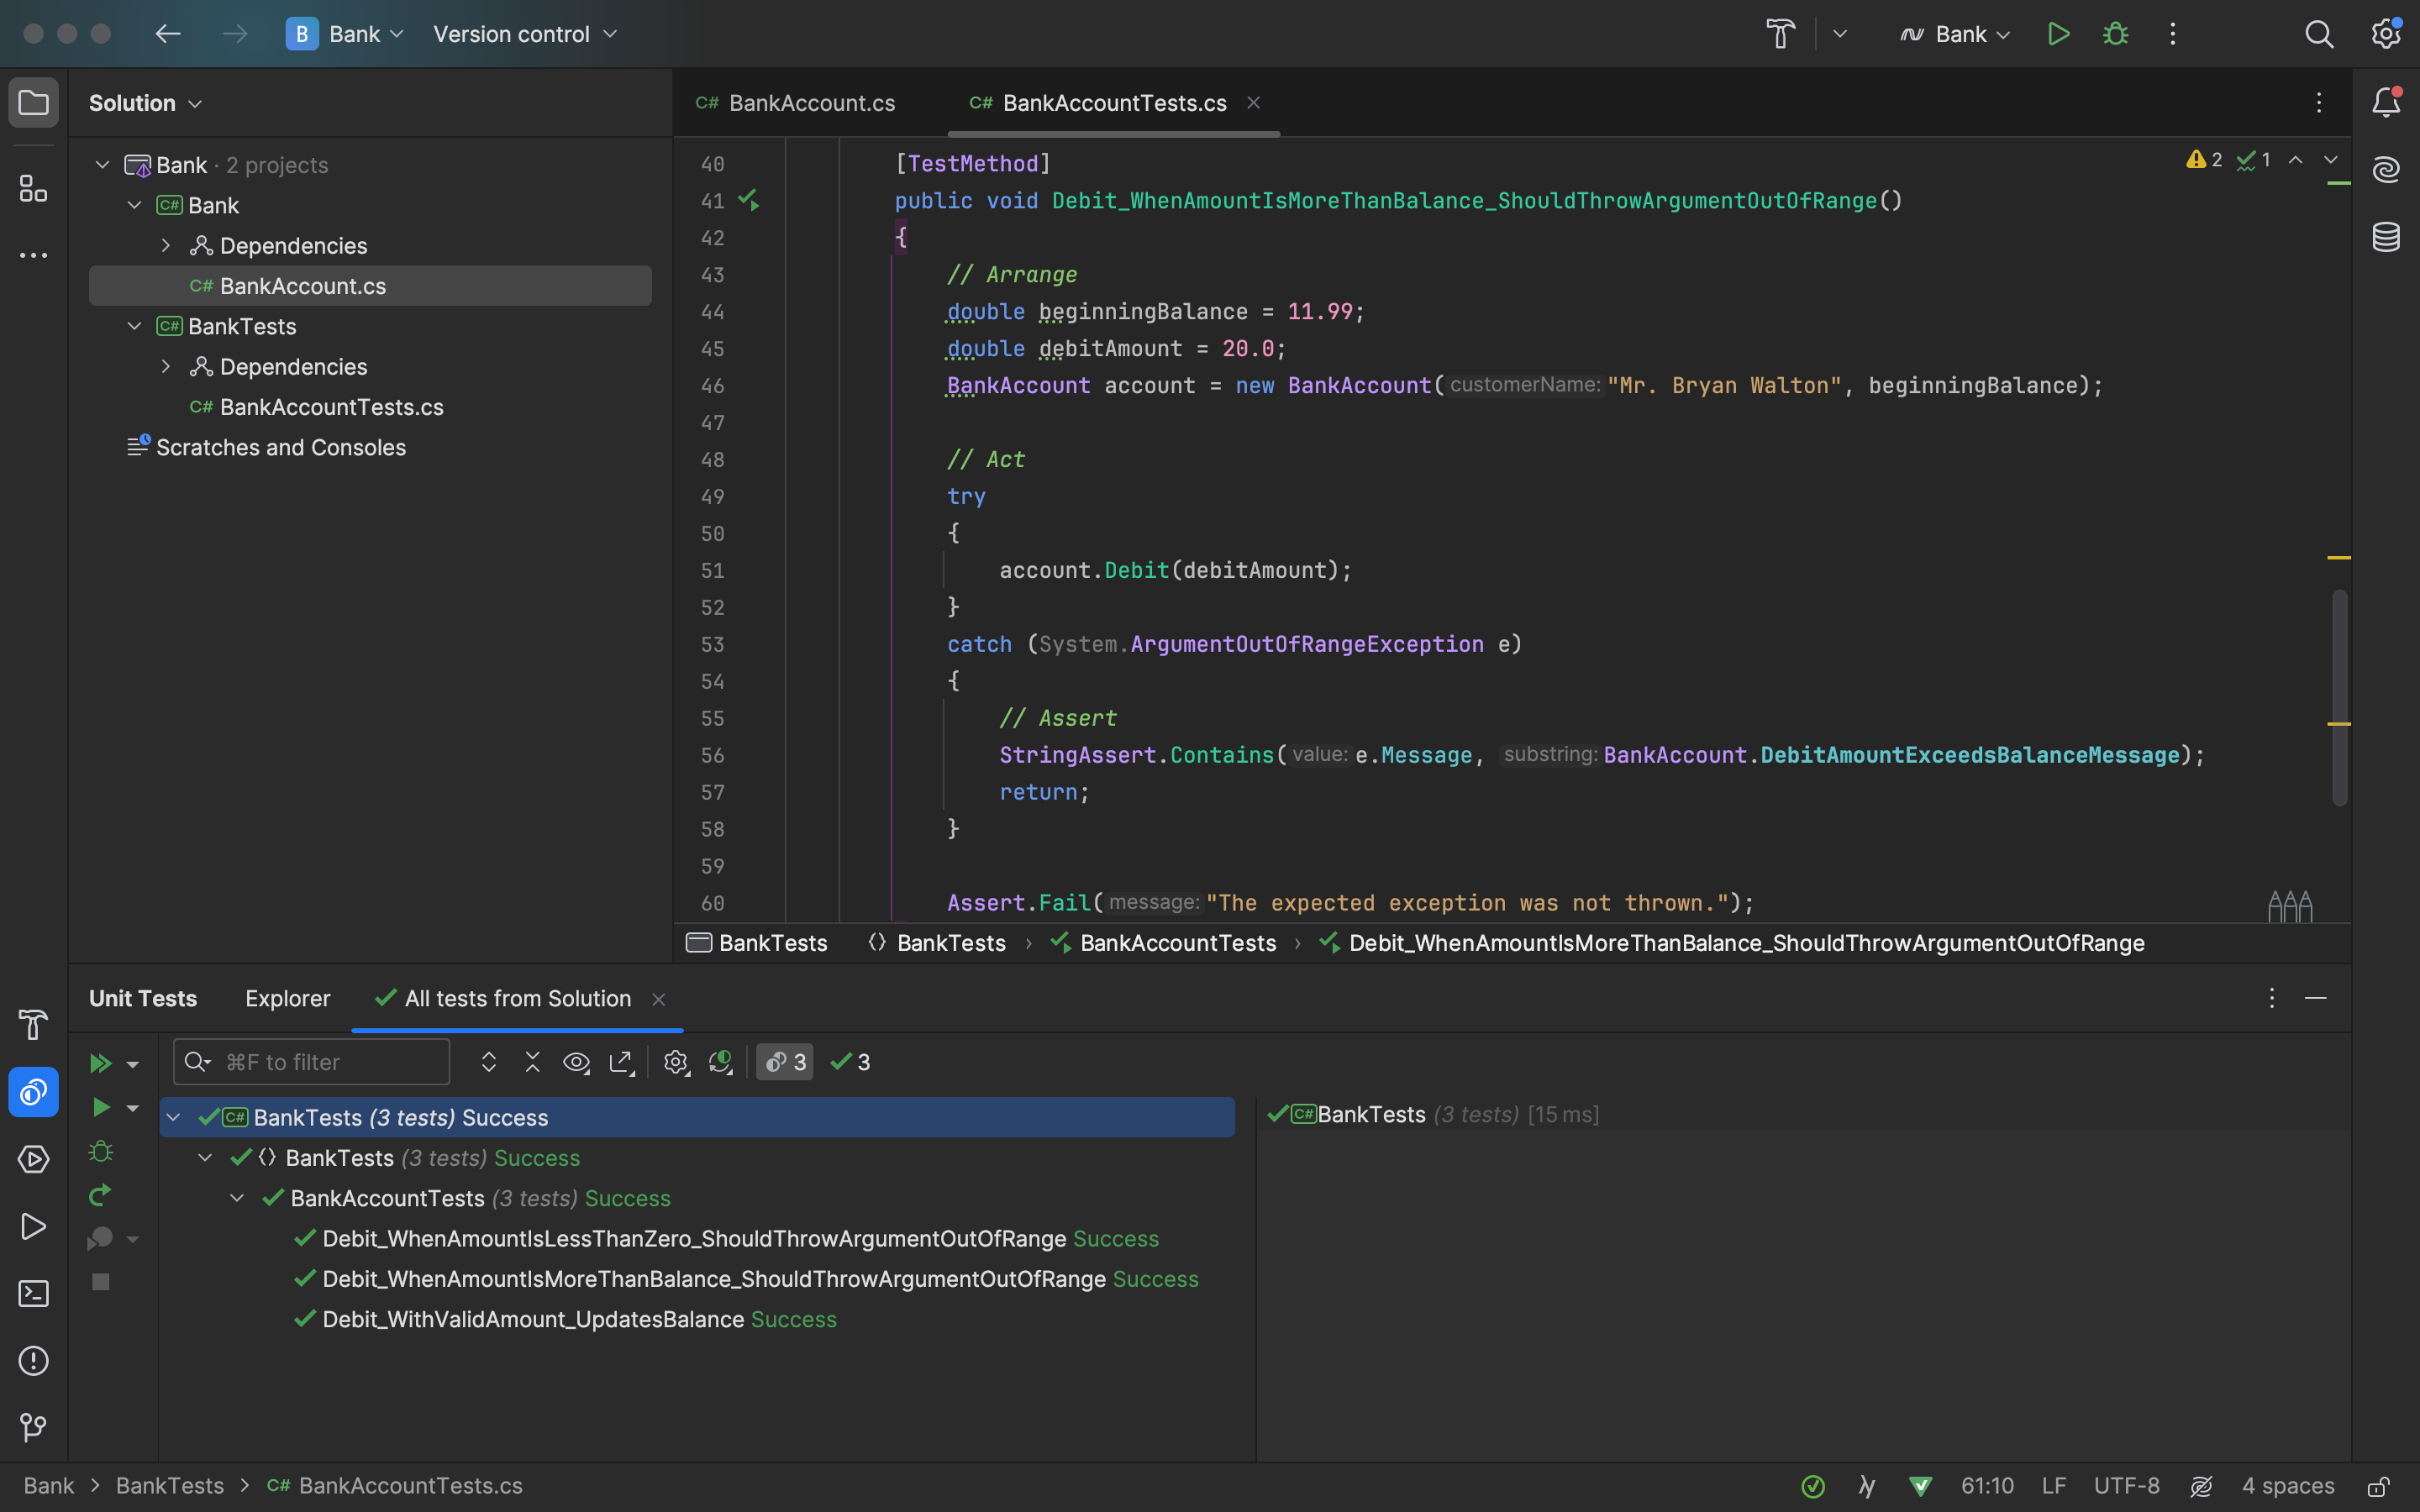 B Bank Version control Bank
Solution
Bank · 2 projects
C# Bank
Dependencies
C# BankAccount.cs
C# BankTests
Dependencies
C# BankAccountTests.cs
Scratches and Consoles
C# BankAccount.cs C# BankAccountTests.cs
2 1
40 [TestMethod]
41 public void Debit_WhenAmountIsMoreThanBalance_ShouldThrowArgumentOutOfRange()
42 {
43 // Arrange
44 double beginningBalance = 11.99;
45 double debitAmount = 20.0;
46 BankAccount account = new BankAccount( customerName: "Mr. Bryan Walton", beginningBalance);
47
48 // Act
49 try
50 {
51 account.Debit(debitAmount);
52 }
53 catch (System.ArgumentOutOfRangeException e)
54 {
55 // Assert
56 StringAssert.Contains( value: e.Message, substring: BankAccount.DebitAmountExceedsBalanceMessage);
57 return;
58 }
59
60 Assert.Fail( message: "The expected exception was not thrown.");
BankTests BankTests › BankAccountTests › Debit_WhenAmountIsMoreThanBalance_ShouldThrowArgumentOutOfRange
Unit Tests Explorer All tests from Solution
⌘F to filter 3 3
C# BankTests (3 tests) Success
BankTests (3 tests) Success
BankAccountTests (3 tests) Success
Debit_WhenAmountIsLessThanZero_ShouldThrowArgumentOutOfRange Success
Debit_WhenAmountIsMoreThanBalance_ShouldThrowArgumentOutOfRange Success
Debit_WithValidAmount_UpdatesBalance Success
C# BankTests (3 tests) [15 ms]
Bank > BankTests > C# BankAccountTests.cs 61:10 LF UTF-8 4 spaces